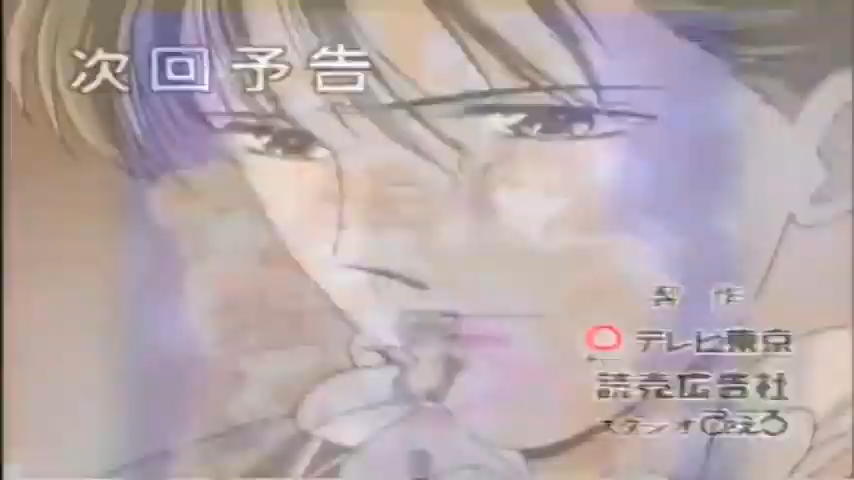 次回予告
製作
テレビ東京
読売広告社
スタジオぴえろ